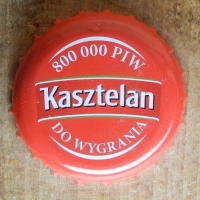 800 000 PIW
Kasztelan
DO WYGRANIA